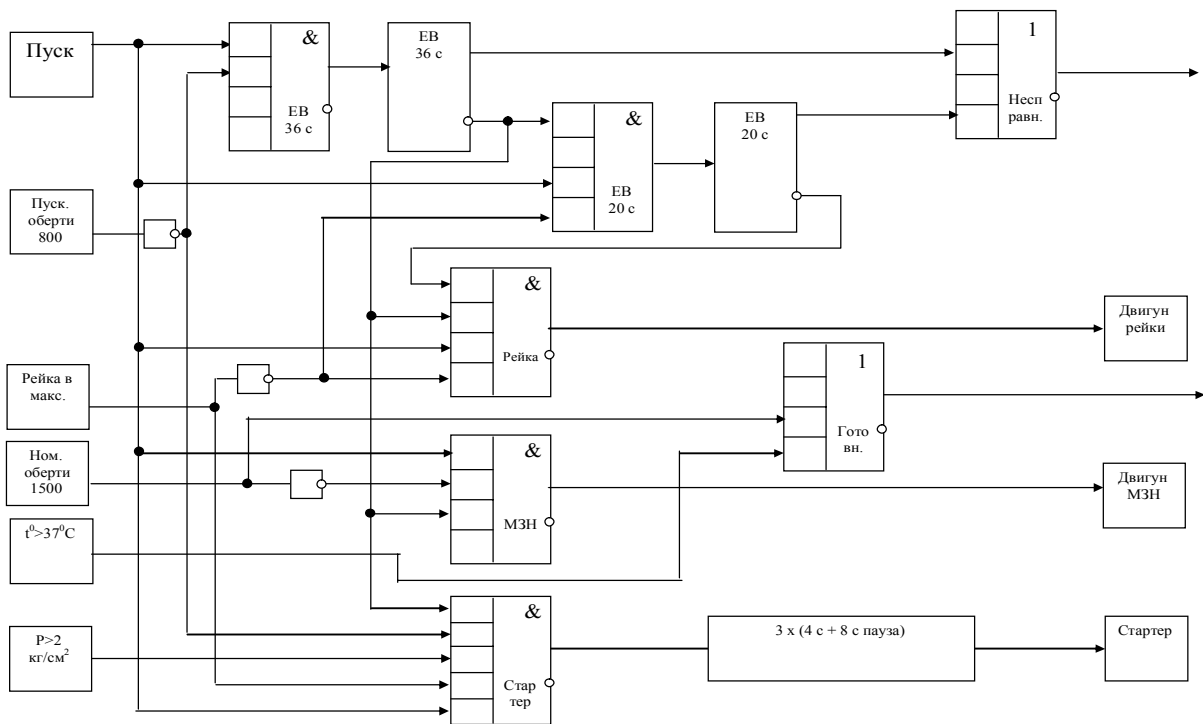 Пуск
&
ЕВ
36 с
ЕВ
36 с
1
Несп
равн.
&
ЕВ
20 с
ЕВ
20 с
Пуск.
оберти
800
&
Рейка
Двигун
рейки
Рейка в
макс.
1
Гото
вн.
Ном.
оберти
1500
&
МЗН
Двигун
МЗН
t⁰>37⁰С
Р>2
кг/см²
&
Стар
тер
3 х (4 с + 8 с пауза)
Стартер